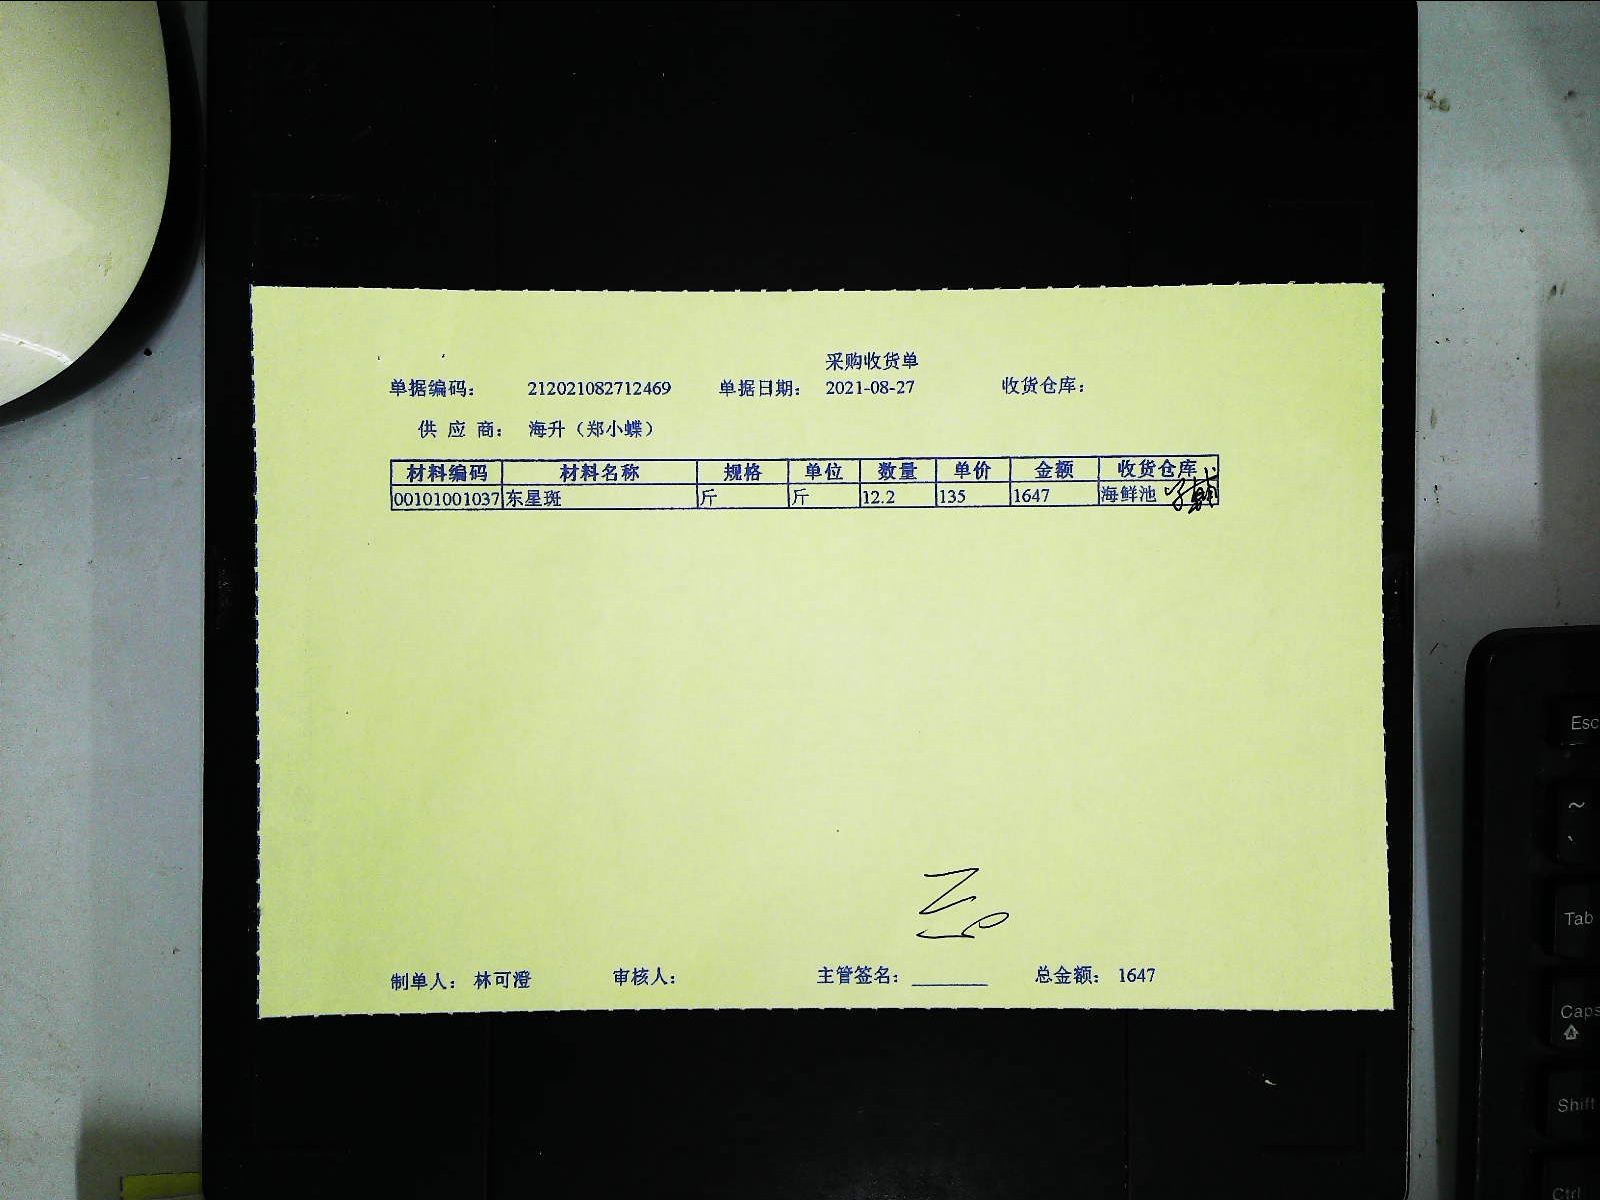 采购收货单
单据编码： 212021082712469 单据日期： 2021-08-27 收货仓库：
供 应 商： 海升（郑小蝶）
材料编码 材料名称 规格 单位 数量 单价 金额 收货仓库
00101001037 东星斑 斤 斤 12.2 135 1647 海鲜池
制单人： 林可澄 审核人： 主管签名： 总金额： 1647
Esc
~
`
Tab
Caps
Shift
Ctrl